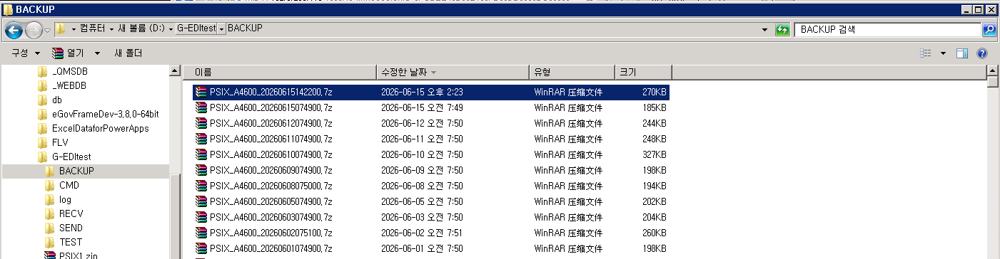 BACKUP
컴퓨터 새 볼륨 (D:) G-EDItest BACKUP BACKUP 검색
구성 열기 새 폴더
이름 수정한 날짜 유형 크기
_QMSDB
_WEBDB
db
eGovFrameDev-3.8.0-64bit
ExcelDataforPowerApps
FLV
G-EDItest
BACKUP
CMD
log
RECV
SEND
TEST
PSIX1.zip
PSIX_A4600_20260615142200.7z 2026-06-15 오후 2:23 WinRAR 压缩文件 270KB
PSIX_A4600_20260615074900.7z 2026-06-15 오전 7:49 WinRAR 压缩文件 185KB
PSIX_A4600_20260612074900.7z 2026-06-12 오전 7:50 WinRAR 压缩文件 244KB
PSIX_A4600_20260611074900.7z 2026-06-11 오전 7:50 WinRAR 压缩文件 248KB
PSIX_A4600_20260610074900.7z 2026-06-10 오전 7:50 WinRAR 压缩文件 327KB
PSIX_A4600_20260609074900.7z 2026-06-09 오전 7:50 WinRAR 压缩文件 198KB
PSIX_A4600_20260608075000.7z 2026-06-08 오전 7:50 WinRAR 压缩文件 194KB
PSIX_A4600_20260605074900.7z 2026-06-05 오전 7:50 WinRAR 压缩文件 202KB
PSIX_A4600_20260603074900.7z 2026-06-03 오전 7:50 WinRAR 压缩文件 204KB
PSIX_A4600_20260602075100.7z 2026-06-02 오전 7:51 WinRAR 压缩文件 260KB
PSIX_A4600_20260601074900.7z 2026-06-01 오전 7:50 WinRAR 压缩文件 198KB